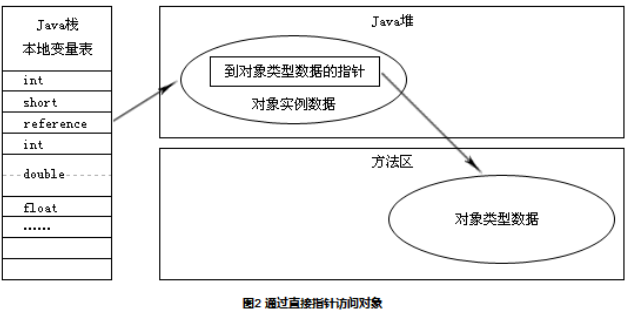 Java栈
本地变量表
int
short
reference
int
double
float
……
Java堆
到对象类型数据的指针
对象实例数据
方法区
对象类型数据
图2 通过直接指针访问对象